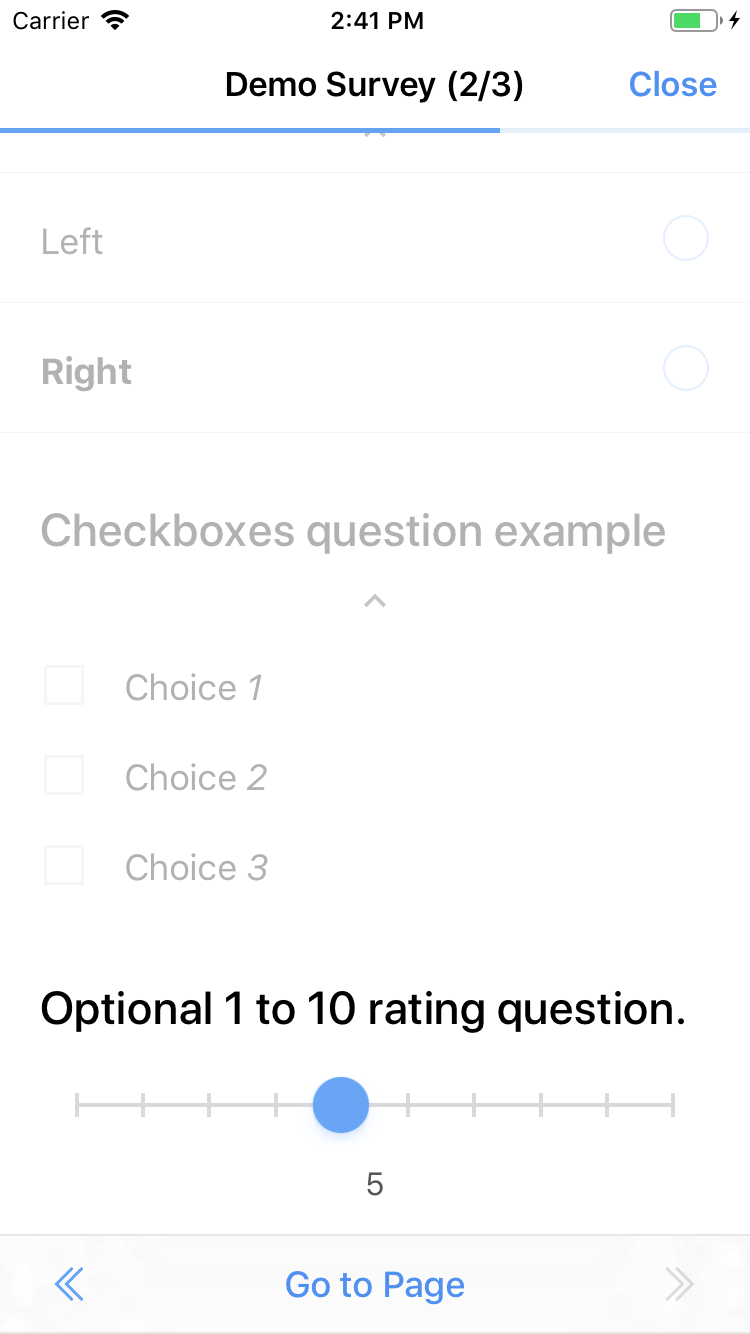 Carrier 2:41 PM
Demo Survey (2/3) Close
Left
Right
Checkboxes question example
Choice 1
Choice 2
Choice 3
Optional 1 to 10 rating question.
5
Go to Page